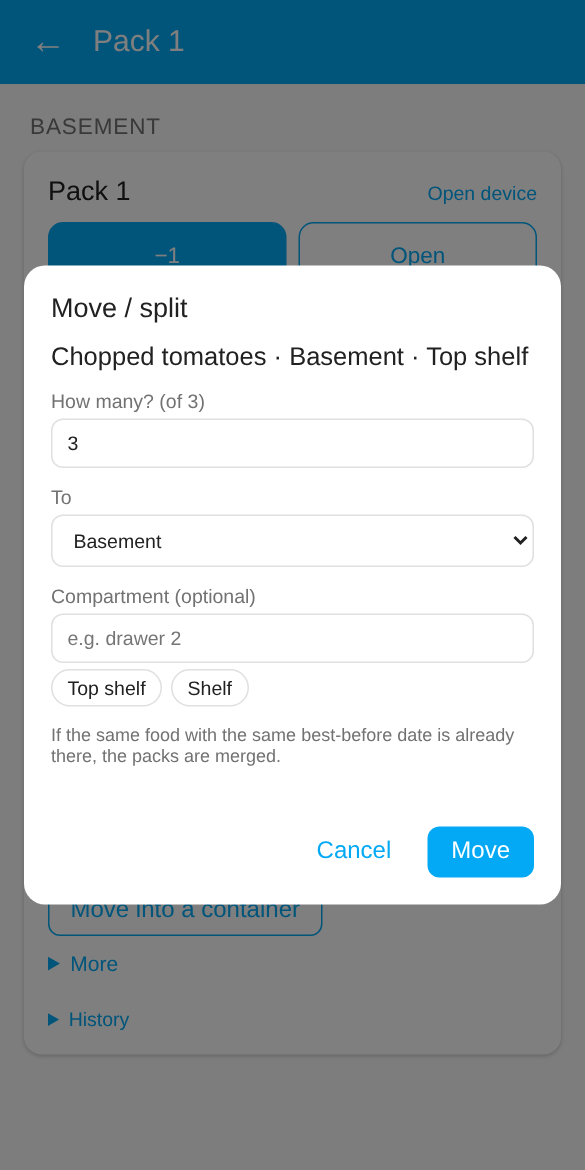 ← Pack 1
BASEMENT
Pack 1
Open device
−1
Open
Move / split
Chopped tomatoes · Basement · Top shelf
How many? (of 3)
3
To
Basement
Compartment (optional)
e.g. drawer 2
Top shelf
Shelf
If the same food with the same best-before date is already
there, the packs are merged.
Cancel
Move
Move into a container
More
History